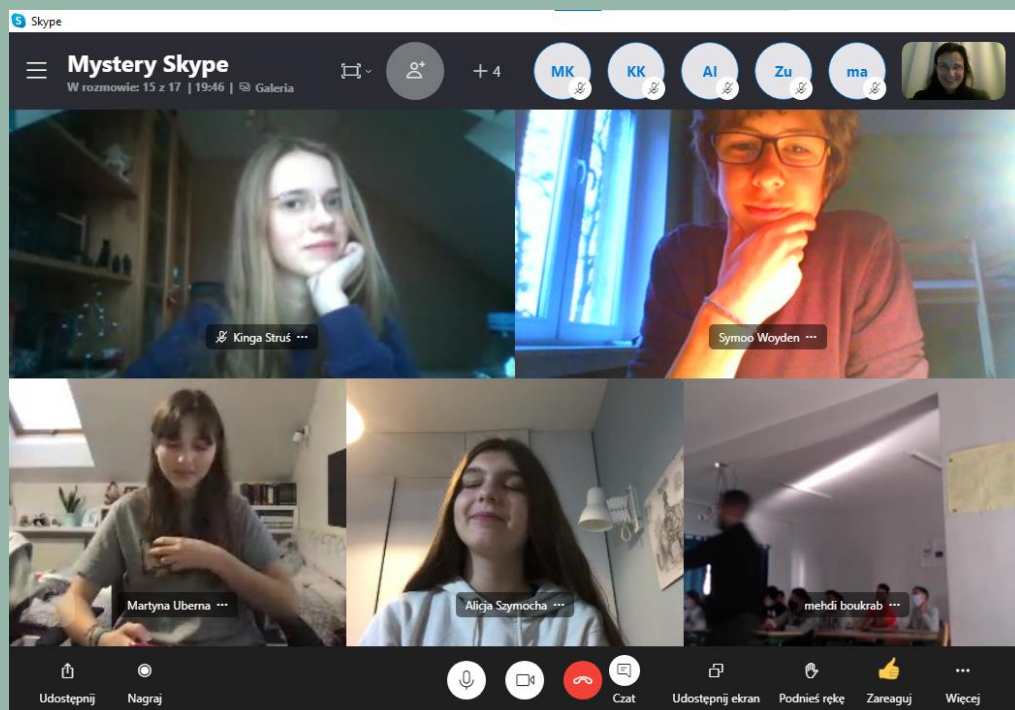 Skype
Mystery Skype
W rozmowie: 15 z 17 | 19:46 | Galeria
+ 4
MK
KK
AI
Zu
ma
Kinga Struś
Symoo Woyden
Martyna Uberna
Alicja Szymocha
mehdi boukrab
Udostępnij
Nagraj
Czat
Udostępnij ekran
Podnieś rękę
Zareaguj
Więcej